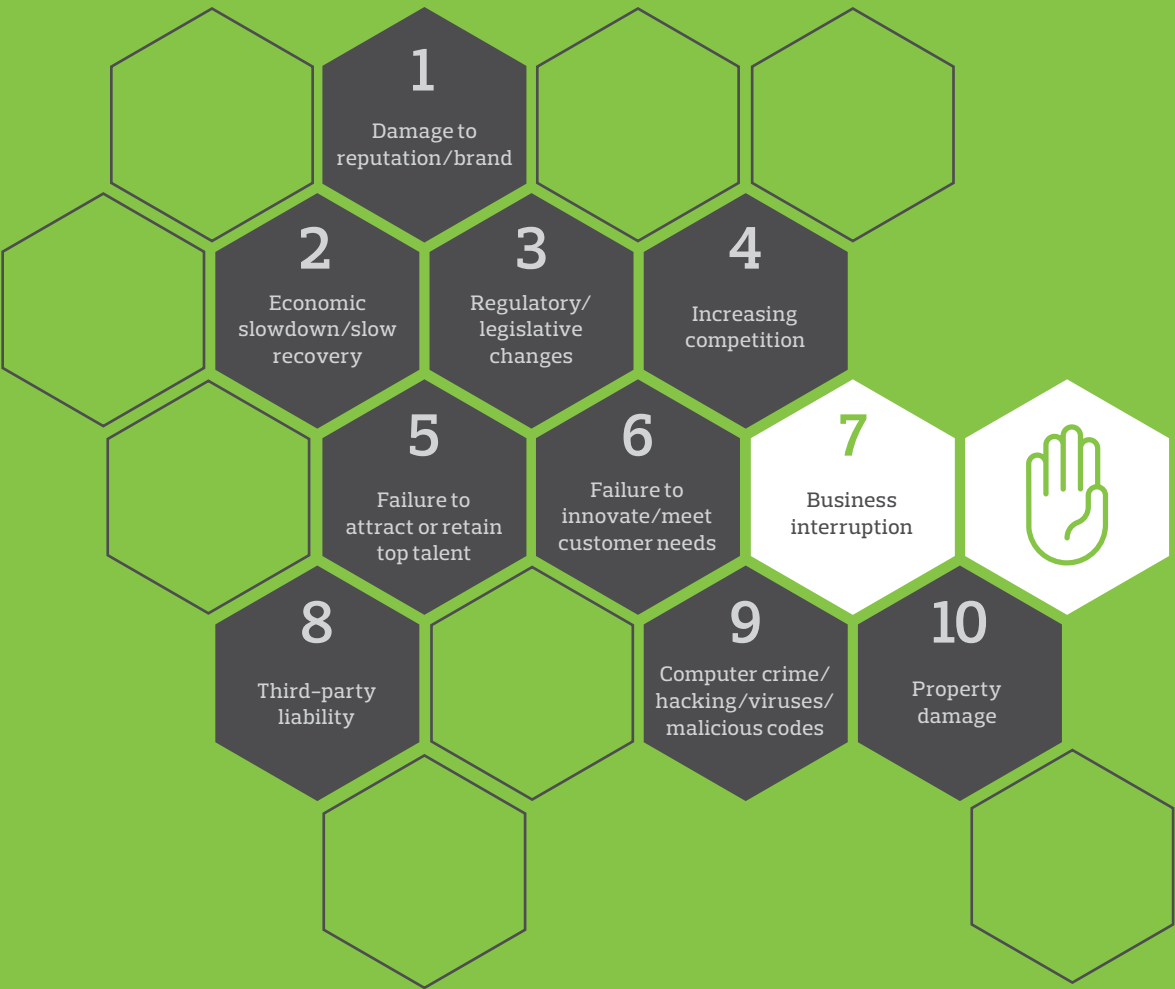 1
Damage to
reputation/brand
2
Economic
slowdown/slow
recovery
3
Regulatory/
legislative
changes
4
Increasing
competition
5
Failure to
attract or retain
top talent
6
Failure to
innovate/meet
customer needs
7
Business
interruption
8
Third-party
liability
9
Computer crime/
hacking/viruses/
malicious codes
10
Property
damage